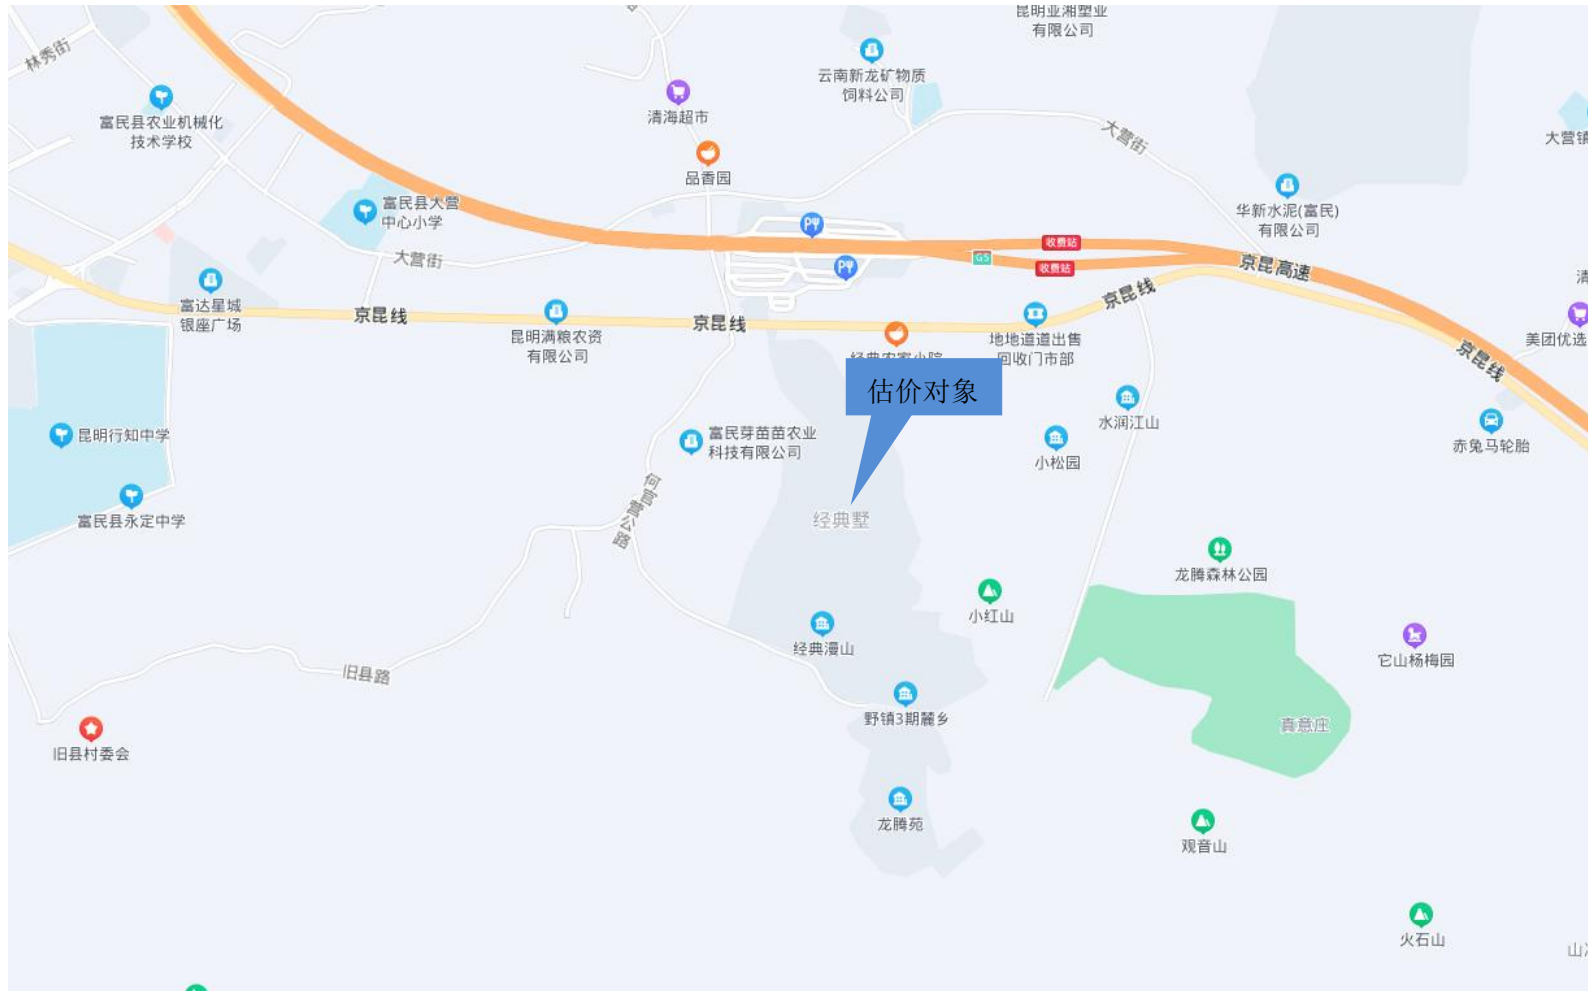 昆明亚湘塑业
有限公司
林秀街
云南新龙矿物质
饲料公司
清海超市
富民县农业机械化
技术学校
大营街
大营镇
品香园
富民县大营
中心小学
华新水泥(富民)
有限公司
收费站
G5
收费站
京昆高速
大营街
富达星城
银座广场
京昆线
昆明满粮农资
有限公司
京昆线
京昆线
地地道道出售
回收门市部
美团优选
京昆线
估价对象
水润江山
昆明行知中学
富民芽苗苗农业
科技有限公司
小松园
赤兔马轮胎
何官营公路
富民县永定中学
经典墅
龙腾森林公园
小红山
经典漫山
它山杨梅园
旧县路
野镇3期麓乡
真意庄
旧县村委会
龙腾苑
观音山
火石山